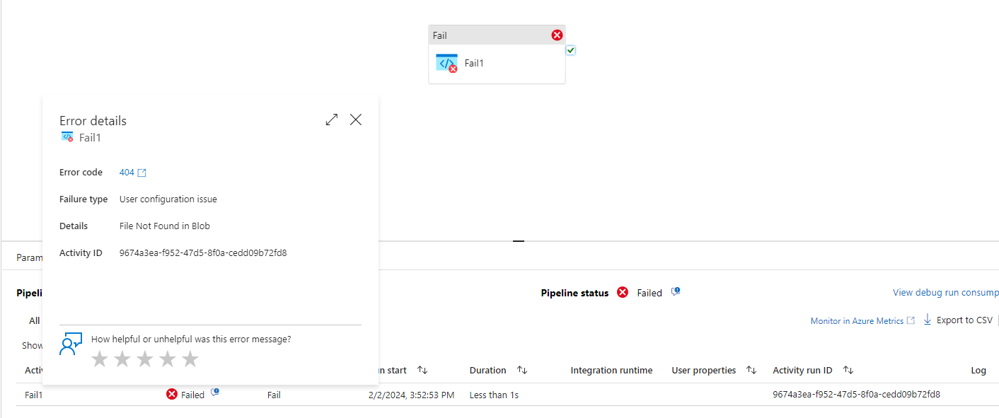 Fail
Fail1
Error details
Fail1
Error code 404
Failure type User configuration issue
Details File Not Found in Blob
Activity ID 9674a3ea-f952-47d5-8f0a-cedd09b72fd8
How helpful or unhelpful was this error message?
Param
Pipeli
Pipeline status Failed
View debug run consump
All
Monitor in Azure Metrics Export to CSV
Show
Activ
n start Duration Integration runtime User properties Activity run ID Log
Fail1 Failed Fail 2/2/2024, 3:52:53 PM Less than 1s 9674a3ea-f952-47d5-8f0a-cedd09b72fd8